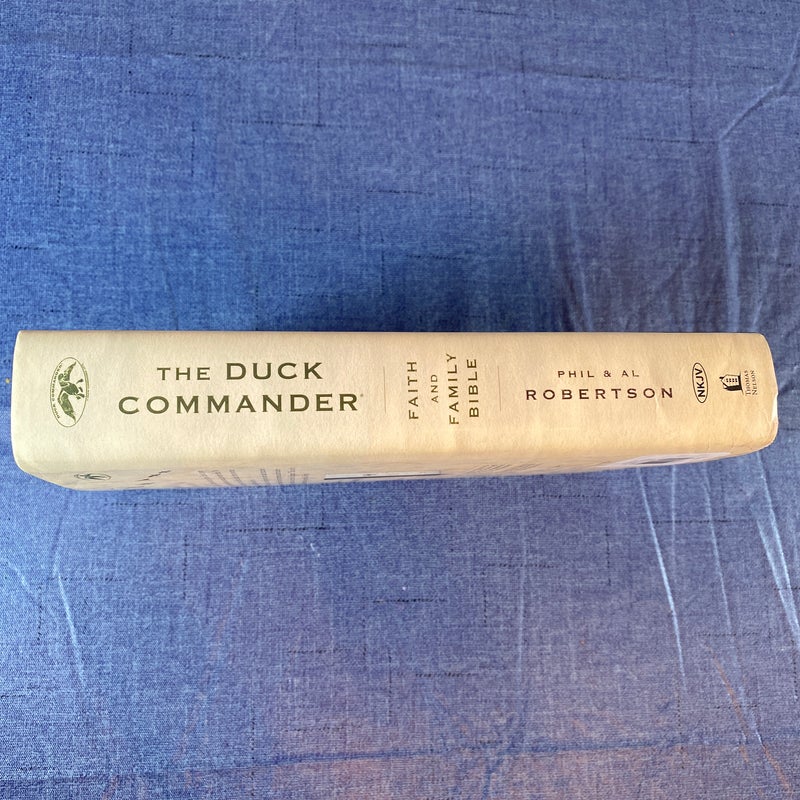 THE DUCK
COMMANDER
FAITH
AND
FAMILY
BIBLE
PHIL & AL
ROBERTSON
NKJV
THOMAS
NELSON